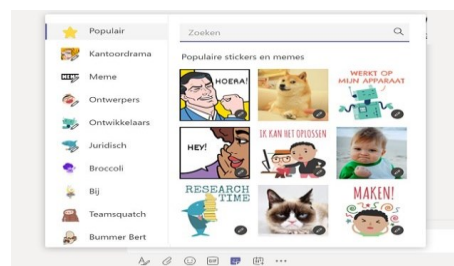 Populair
Kantoordrama
Meme
Ontwerpers
Ontwikkelaars
Juridisch
Broccoli
Bij
Teamsquatch
Bummer Bert
Zoeken
Populaire stickers en memes
HOERA!
WERKT OP
MIJN APPARAAT
HEY!
IK KAN HET OPLOSSEN
RESEARCH
TIME
MAKEN!
GIF